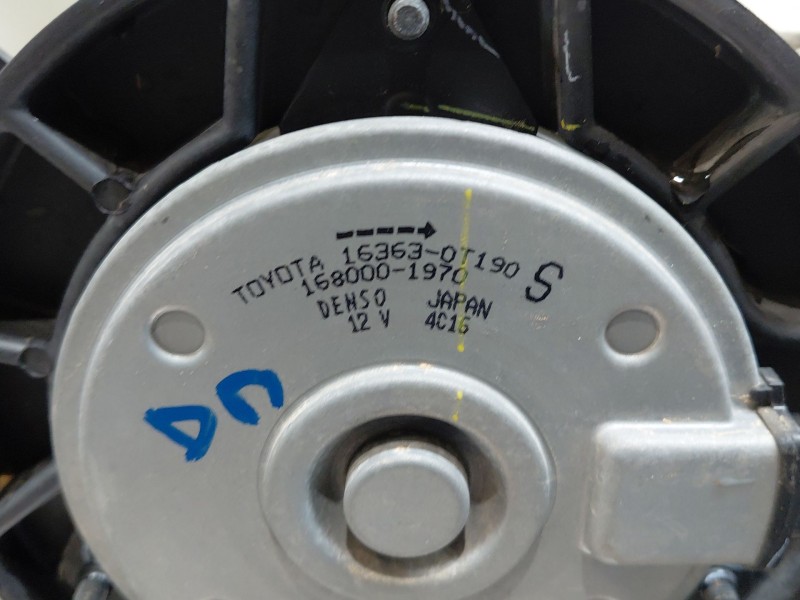 TOYOTA 16363-0T190 S
168000-1970
DENSO JAPAN
12 V 4C16